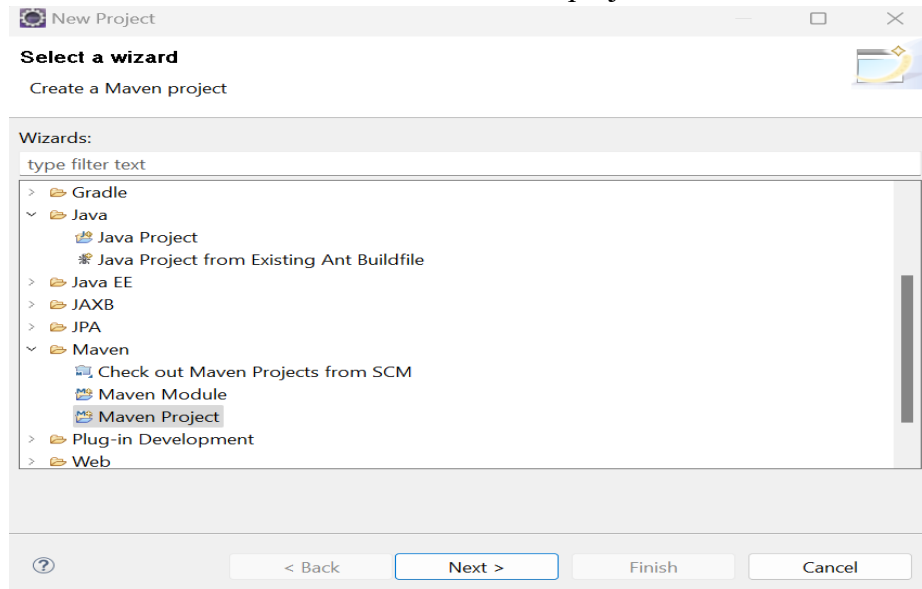 New Project
Select a wizard
Create a Maven project
Wizards:
type filter text
Gradle
Java
Java Project
Java Project from Existing Ant Buildfile
Java EE
JAXB
JPA
Maven
Check out Maven Projects from SCM
Maven Module
Maven Project
Plug-in Development
Web
< Back Next > Finish Cancel